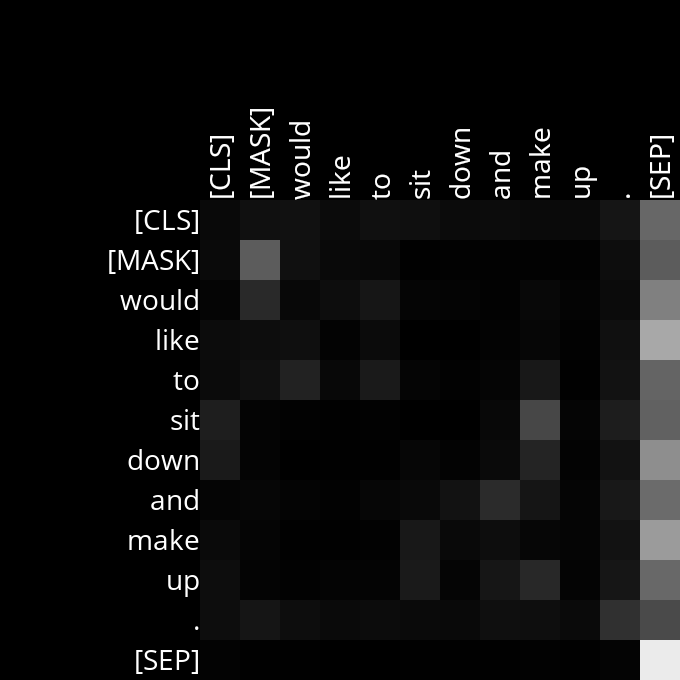 [CLS] [MASK] would like to sit down and make up . [SEP]
[CLS]
[MASK]
would
like
to
sit
down
and
make
up
.
[SEP]